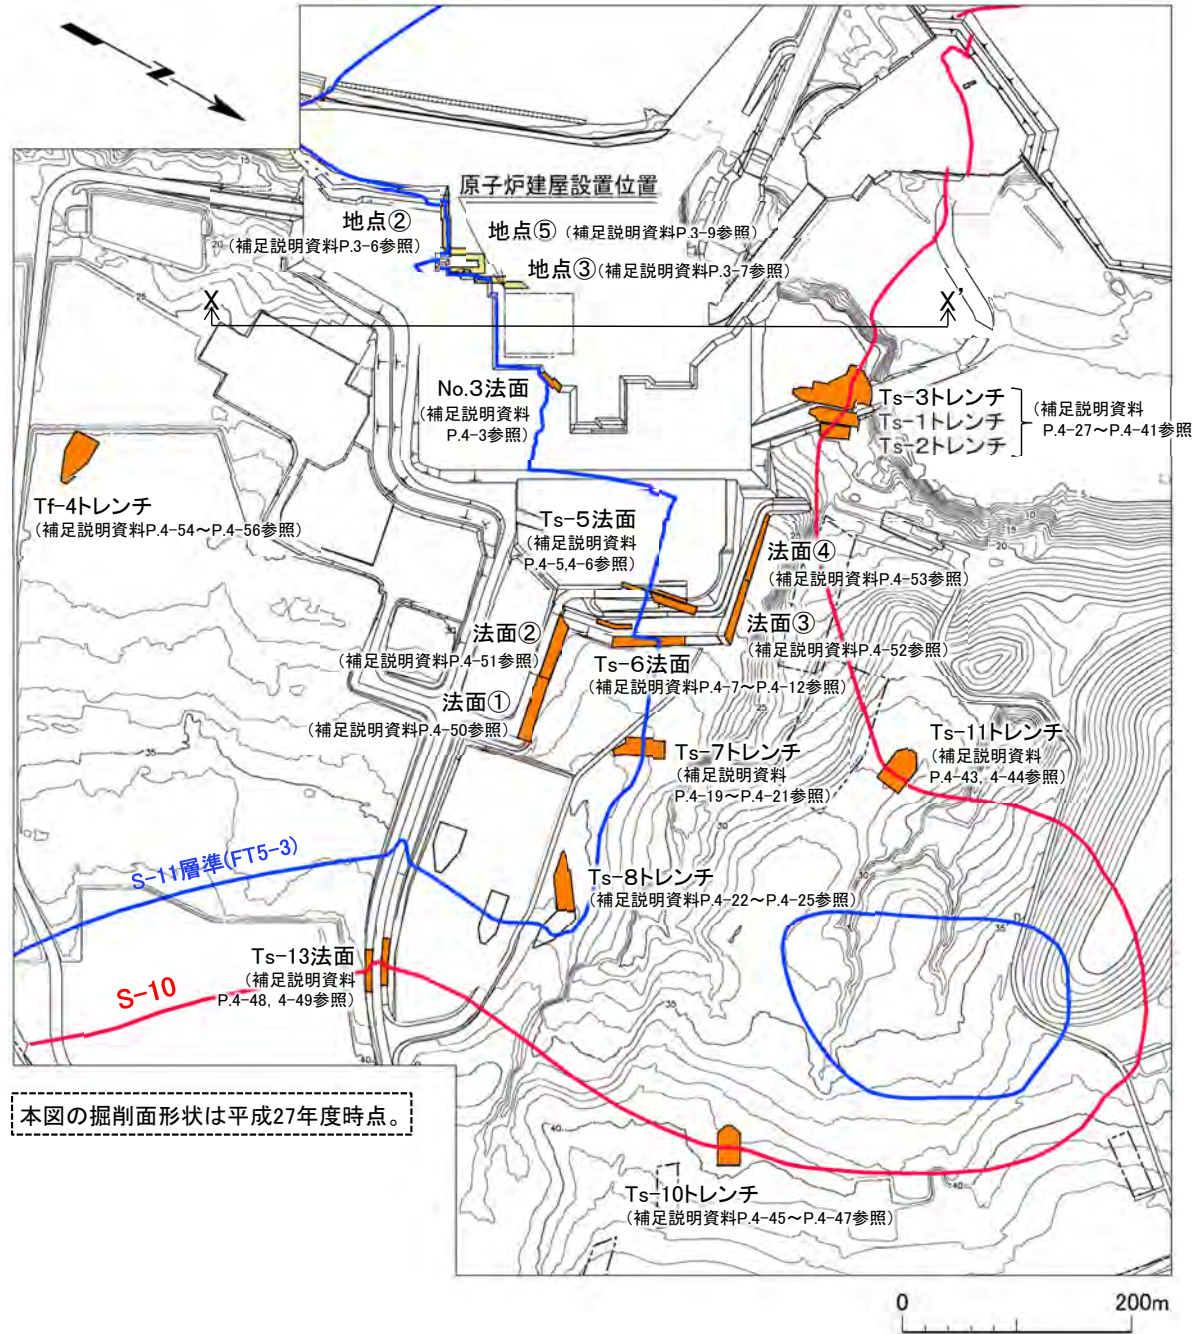 原子炉建屋設置位置
地点②
(補足説明資料P.3-6参照)
地点⑤ (補足説明資料P.3-9参照)
地点③(補足説明資料P.3-7参照)
X
X'
No.3法面
(補足説明資料
P.4-3参照)
Ts-3トレンチ
Ts-1トレンチ
Ts-2トレンチ
(補足説明資料
P.4-27～P.4-41参照
Tf-4トレンチ
(補足説明資料P.4-54～P.4-56参照)
Ts-5法面
(補足説明資料
P.4-5,4-6参照)
法面④
(補足説明資料P.4-53参照)
法面③
(補足説明資料P.4-52参照)
法面②
(補足説明資料P.4-51参照)
Ts-6法面
(補足説明資料P.4-7～P.4-12参照)
法面①
(補足説明資料P.4-50参照)
Ts-7トレンチ
(補足説明資料
P.4-19～P.4-21参照)
Ts-11トレンチ
(補足説明資料
P.4-43, 4-44参照)
S-11層準(FT5-3)
Ts-8トレンチ
(補足説明資料P.4-22～P.4-25参照)
Ts-13法面
(補足説明資料
P.4-48, 4-49参照)
S-10
本図の掘削面形状は平成27年度時点。
Ts-10トレンチ
(補足説明資料P.4-45～P.4-47参照)
15
20
25
30
35
40
25
30
35
30
35
40
40
5
10
15
20
0
200m